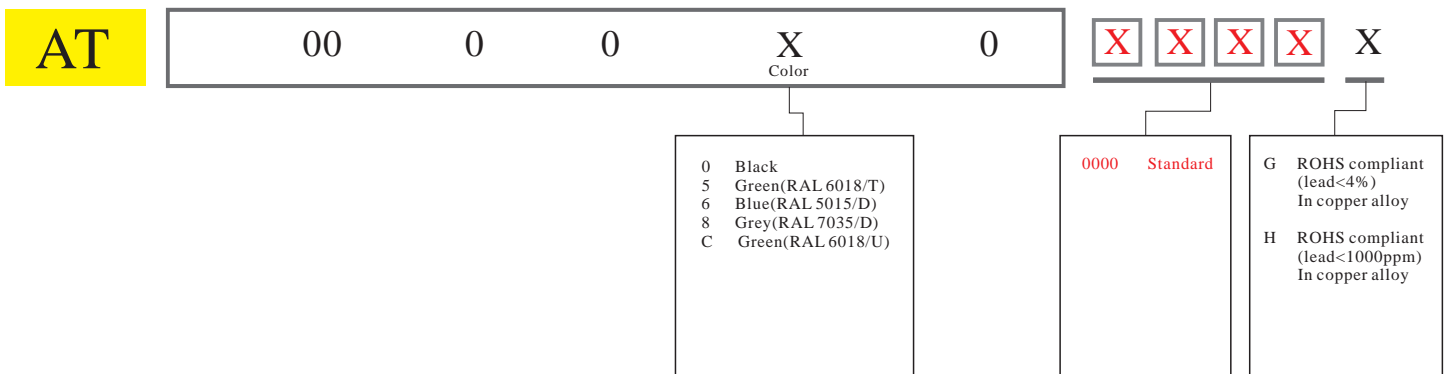 AT 00 0 0 X 0 X X X X X
Color
0 Black
5 Green(RAL 6018/T)
6 Blue(RAL 5015/D)
8 Grey(RAL 7035/D)
C Green(RAL 6018/U)
0000 Standard
G ROHS compliant
(lead<4%)
In copper alloy
H ROHS compliant
(lead<1000ppm)
In copper alloy